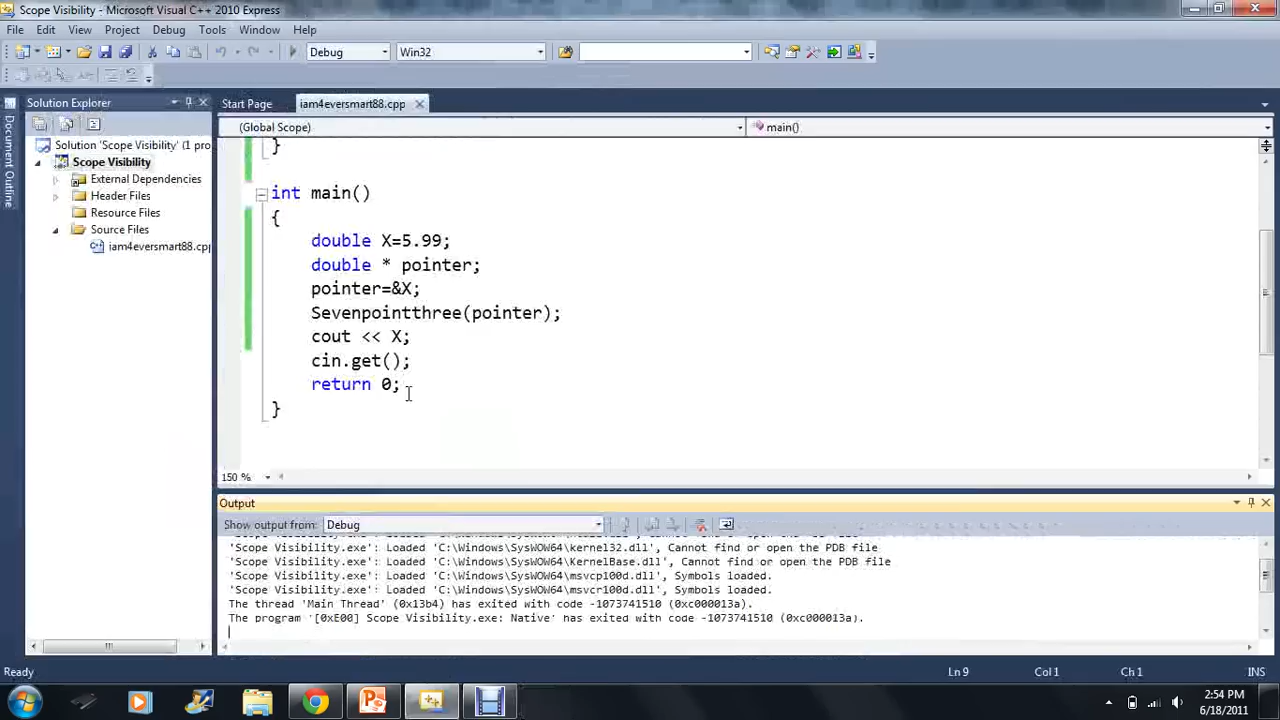 Scope Visibility - Microsoft Visual C++ 2010 Express
File Edit View Project Debug Tools Window Help
Debug Win32
Solution Explorer
Start Page iam4eversmart88.cpp
(Global Scope) main()
Document Outline
Solution 'Scope Visibility' (1 pro
Scope Visibility
External Dependencies
Header Files
Resource Files
Source Files
iam4eversmart88.cpp
}
int main()
{
double X=5.99;
double * pointer;
pointer=&X;
Sevenpointthree(pointer);
cout << X;
cin.get();
return 0;
}
150 %
Output
Show output from: Debug
'Scope Visibility.exe': Loaded 'C:\Windows\SysWOW64\kernel32.dll', Cannot find or open the PDB file
'Scope Visibility.exe': Loaded 'C:\Windows\SysWOW64\KernelBase.dll', Cannot find or open the PDB file
'Scope Visibility.exe': Loaded 'C:\Windows\SysWOW64\msvcp100d.dll', Symbols loaded.
'Scope Visibility.exe': Loaded 'C:\Windows\SysWOW64\msvcr100d.dll', Symbols loaded.
The thread 'Main Thread' (0x13b4) has exited with code -1073741510 (0xc000013a).
The program '[0xE00] Scope Visibility.exe: Native' has exited with code -1073741510 (0xc000013a).
Ready Ln 9 Col 1 Ch 1 INS
2:54 PM
6/18/2011